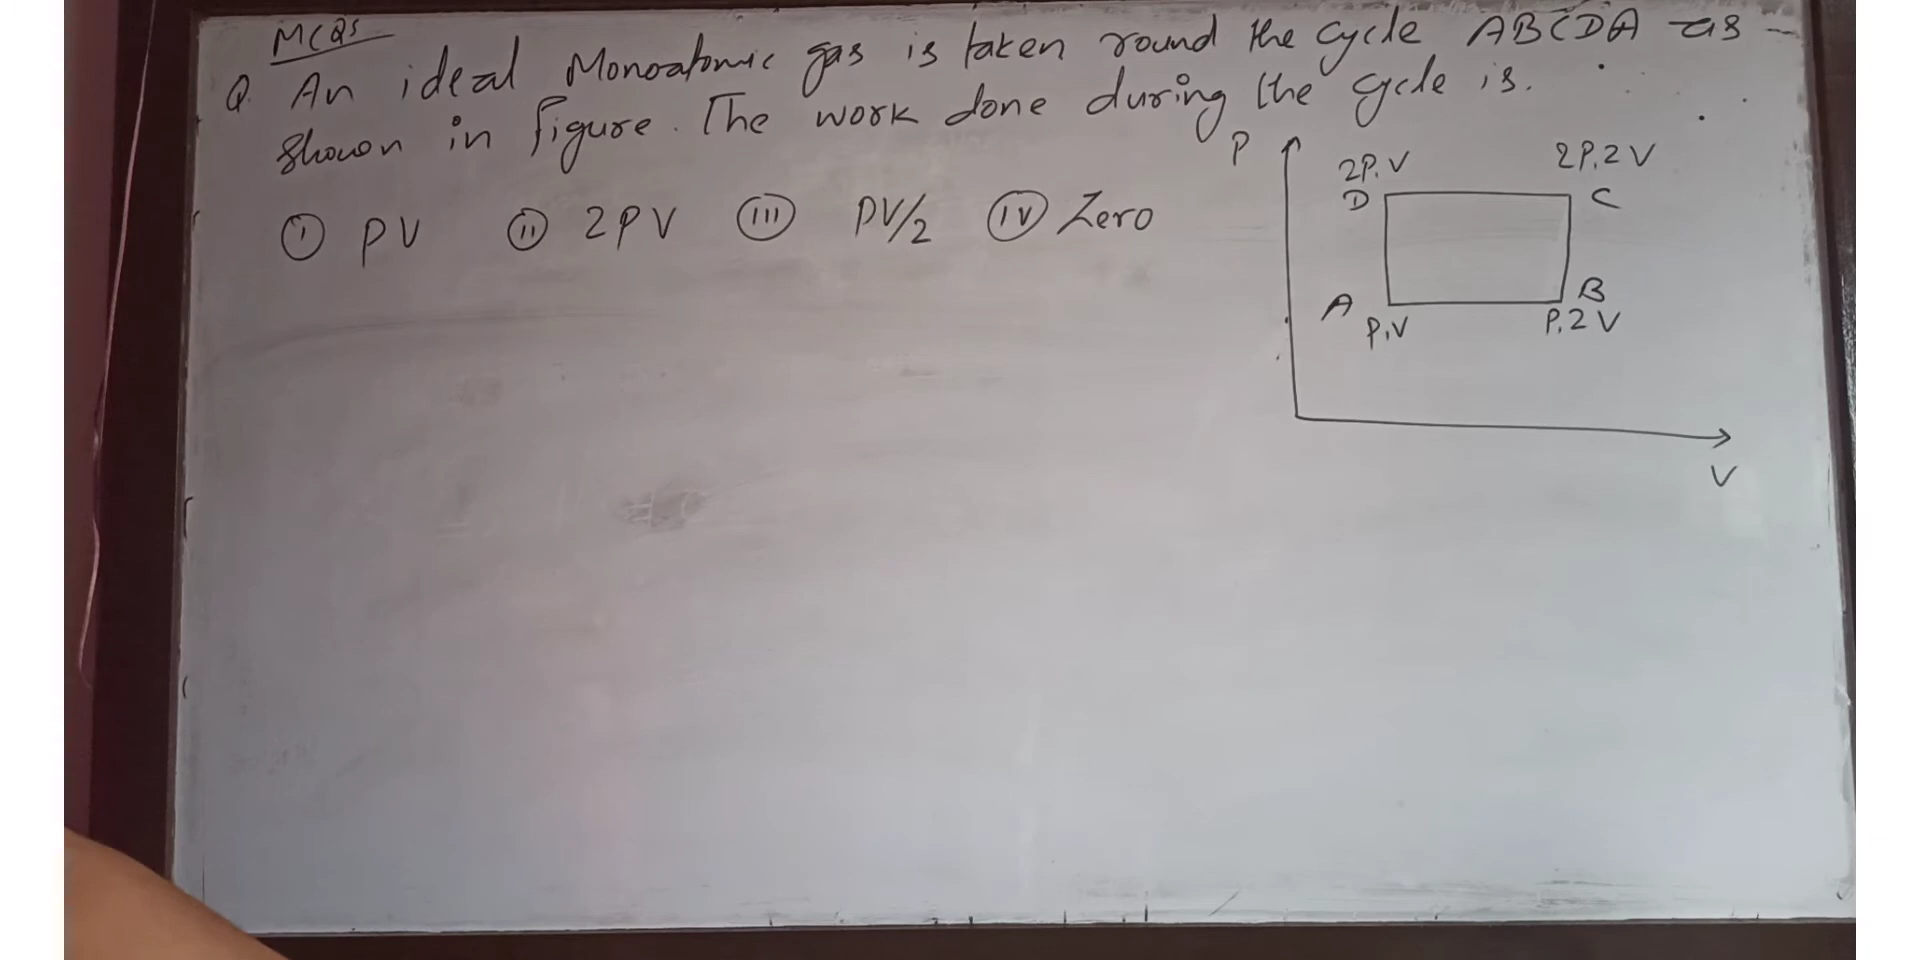 MCQs
Q. An ideal Monoatomic gas is taken round the cycle ABCDA as -
shown in figure. The work done during the cycle is.
(i) PV (ii) 2PV (iii) PV/2 (iv) Zero
P
2P.V 2P.2V
D C
A B
P,V P.2V
V